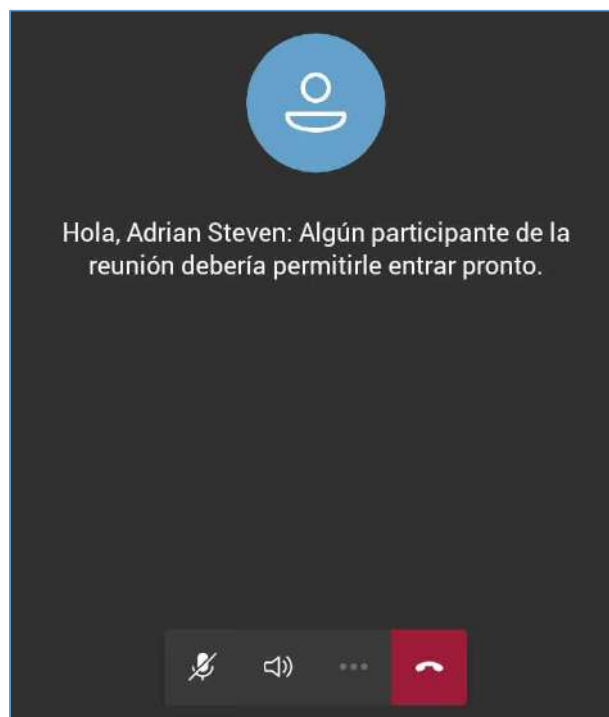 Hola, Adrian Steven: Algún participante de la
reunión debería permitirle entrar pronto.